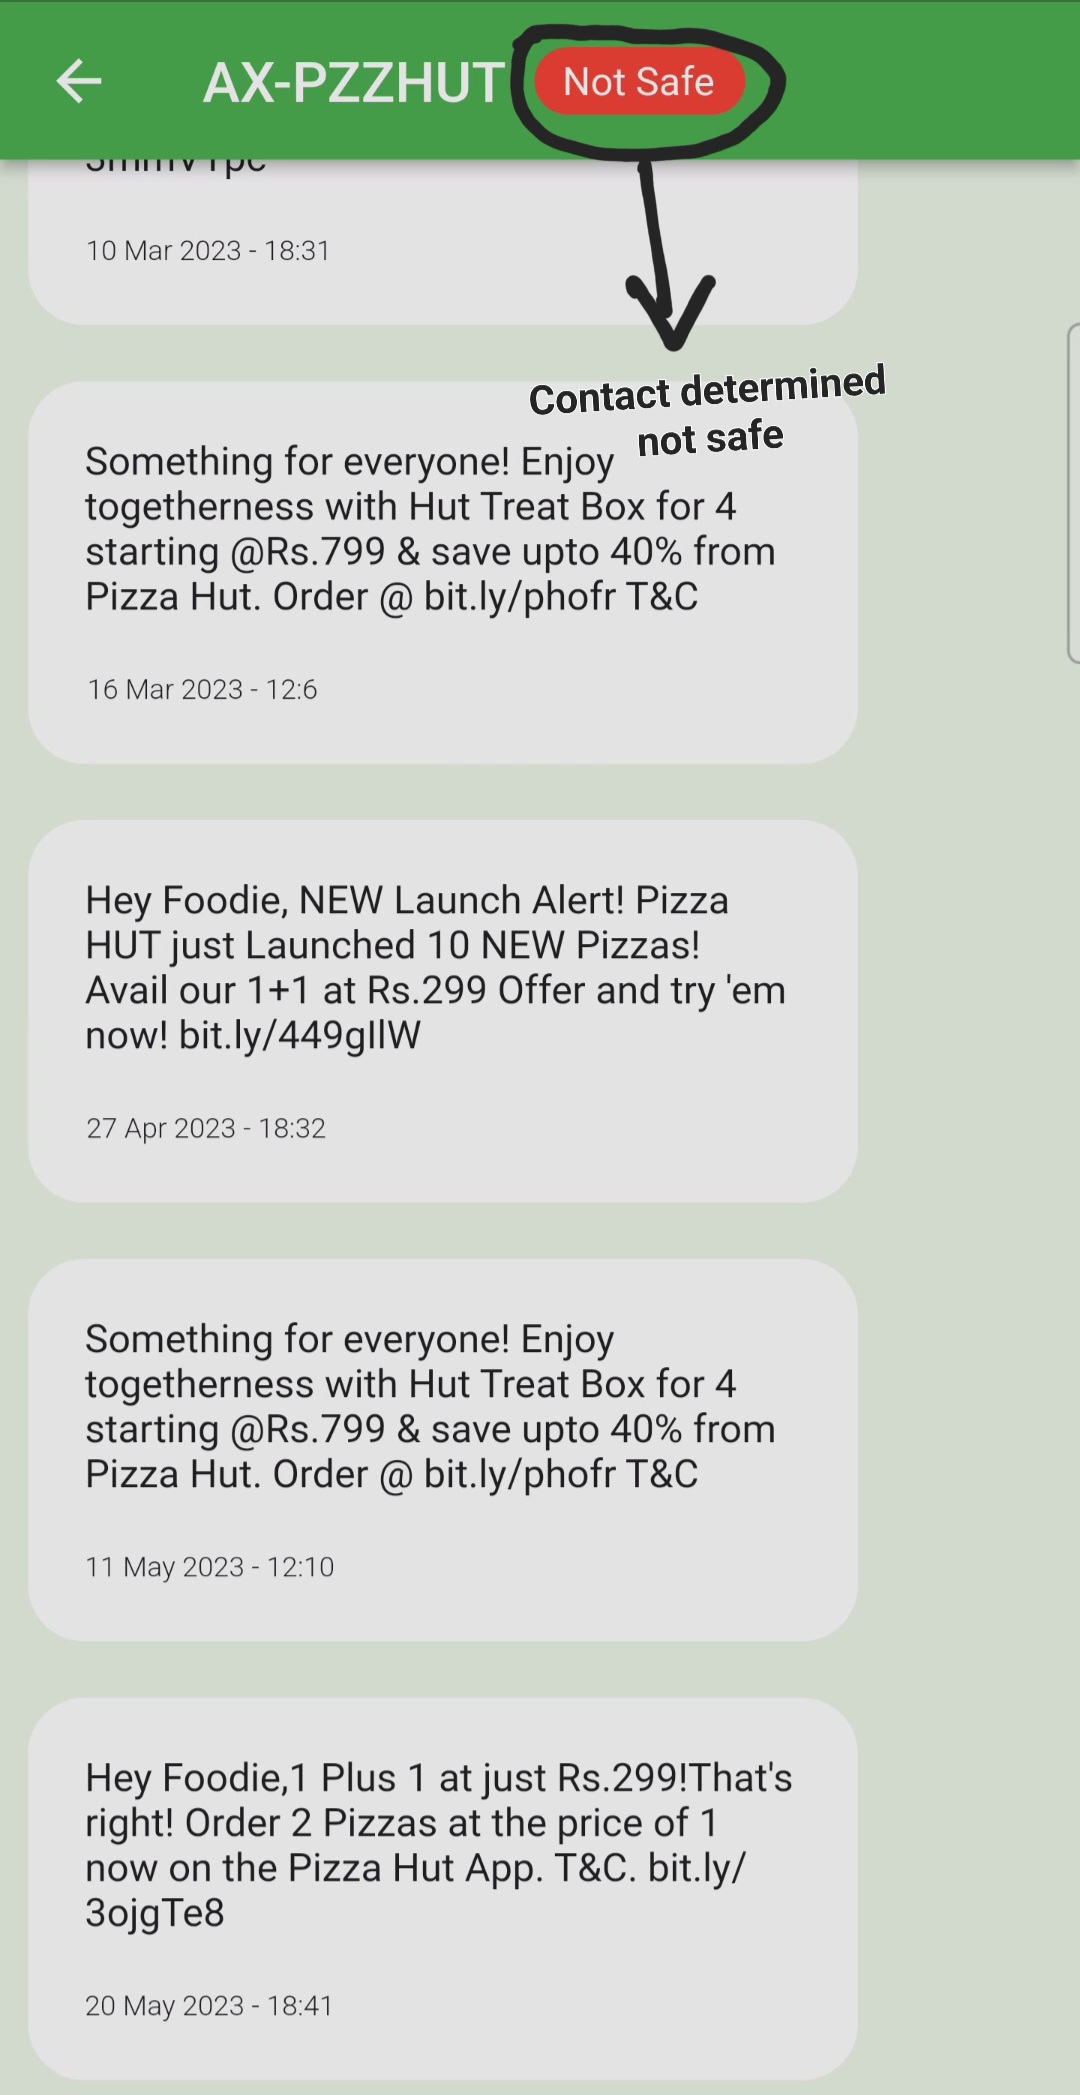 AX-PZZHUT Not Safe
10 Mar 2023 - 18:31
Contact determined
not safe
Something for everyone! Enjoy
togetherness with Hut Treat Box for 4
starting @Rs.799 & save upto 40% from
Pizza Hut. Order @ bit.ly/phofr T&C
16 Mar 2023 - 12:6
Hey Foodie, NEW Launch Alert! Pizza
HUT just Launched 10 NEW Pizzas!
Avail our 1+1 at Rs.299 Offer and try 'em
now! bit.ly/449gIlW
27 Apr 2023 - 18:32
Something for everyone! Enjoy
togetherness with Hut Treat Box for 4
starting @Rs.799 & save upto 40% from
Pizza Hut. Order @ bit.ly/phofr T&C
11 May 2023 - 12:10
Hey Foodie,1 Plus 1 at just Rs.299!That's
right! Order 2 Pizzas at the price of 1
now on the Pizza Hut App. T&C. bit.ly/
3ojgTe8
20 May 2023 - 18:41